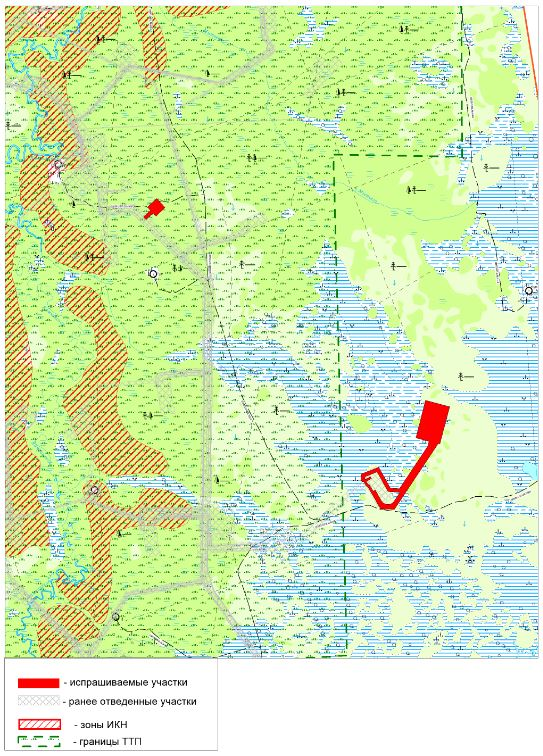 - испрашиваемые участки
- ранее отведенные участки
- зоны ИКН
- границы ТТП